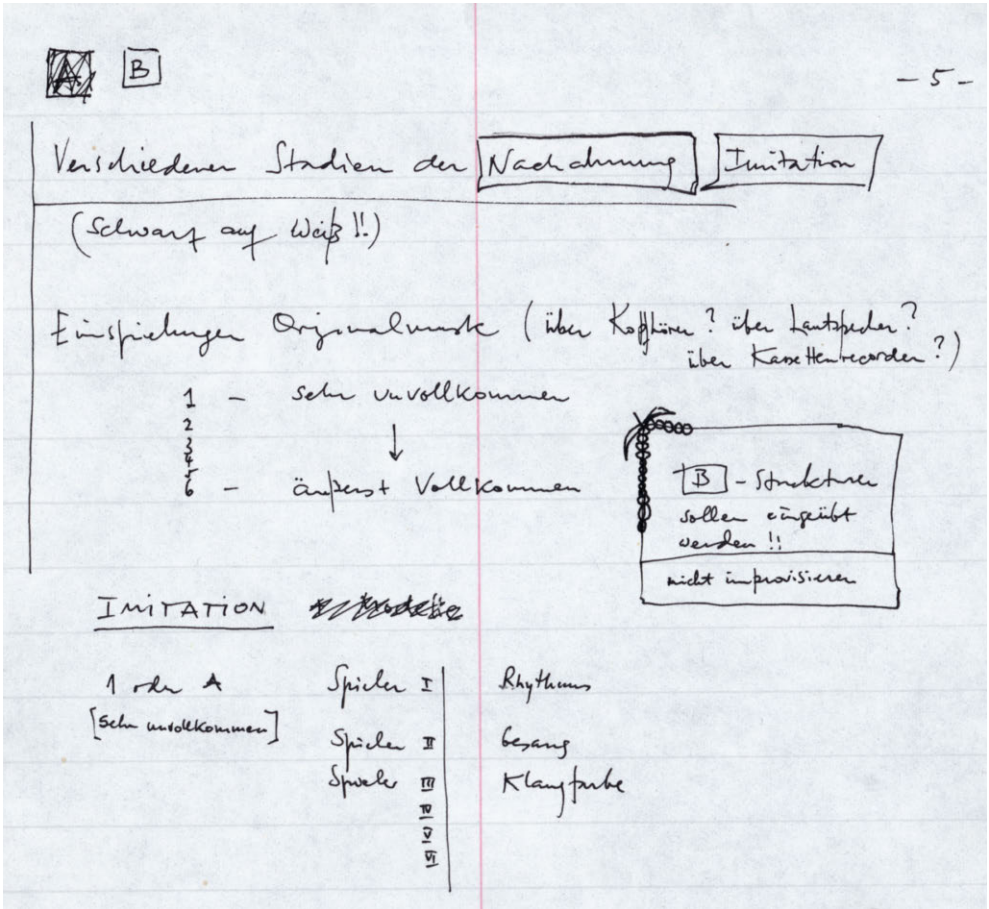 A B
- 5 -
Verschiedenen Stadien der Nachahmung Imitation
(Schwarz auf Weiß!!)
Einspielungen Originalmusik (über Kopfhörer? über Lautsprecher?
über Kassettenrecorder?)
1 - sehr unvollkommen
2
3
4
5
6 - äußerst Vollkommen
B - Strukturen
sollen eingeübt
werden!!
nicht improvisieren
IMITATION
1 oder A Spieler I Rhythmus
[sehr unvollkommen]
Spieler II Gesang
Spieler III Klangfarbe
IV
V
VI